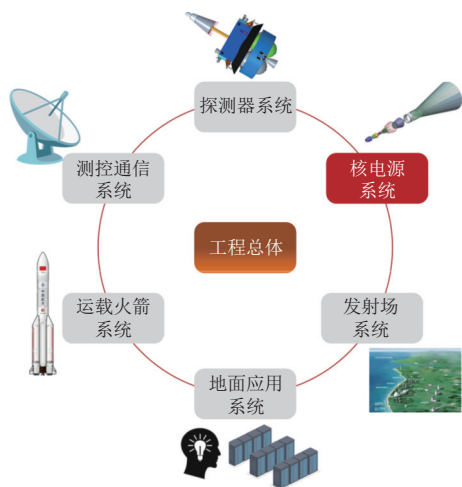 探测器系统
测控通信
系统
核电源
系统
工程总体
运载火箭
系统
发射场
系统
地面应用
系统